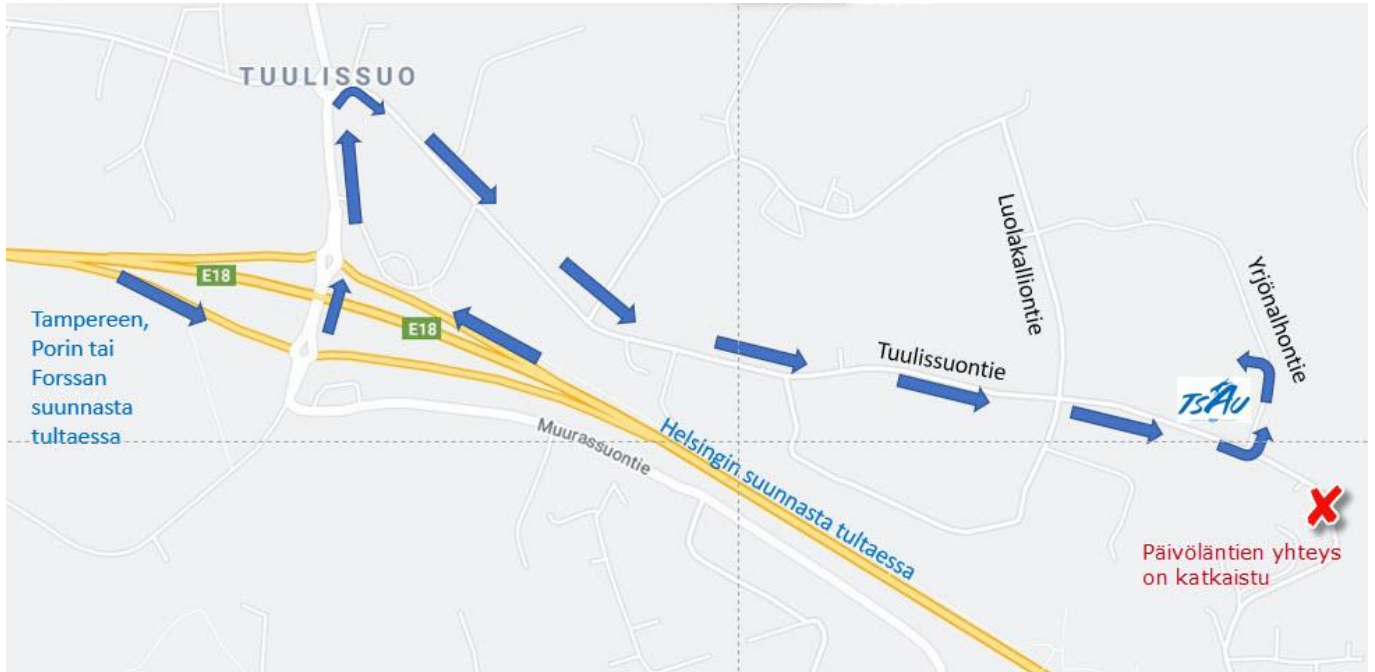 TUULISSUO
E18
E18
Tampereen,
Porin tai
Forssan
suunnasta
tultaessa
Luolakalliontie
Yrjönalhontie
Tuulissuontie
TSAU
Muurassuontie
Helsingin suunnasta tultaessa
Päivöläntien yhteys
on katkaistu